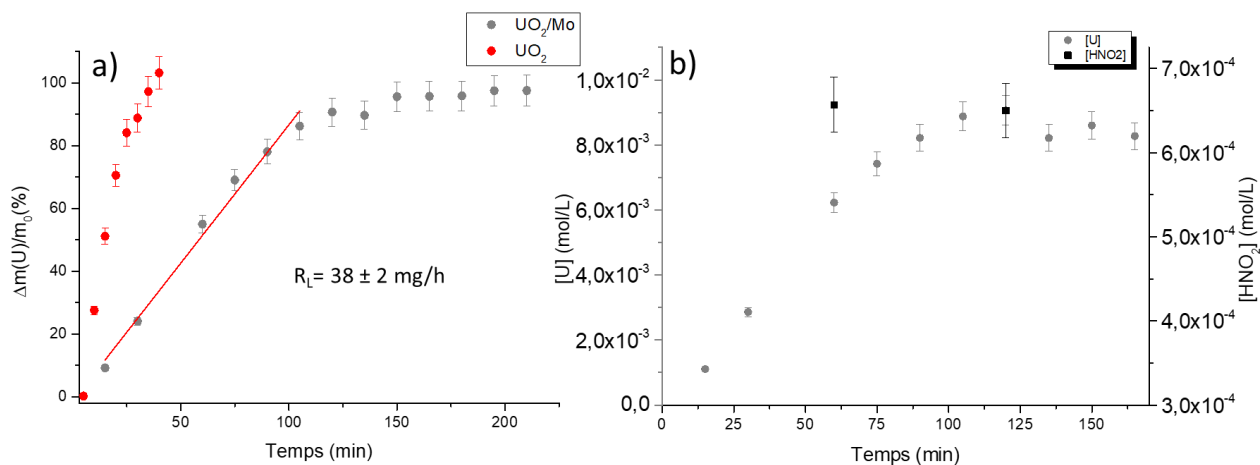 a)
UO₂/Mo
UO₂
Δm(U)/m₀(%)
100
80
60
40
20
0
R_L= 38 ± 2 mg/h
50
100
150
200
Temps (min)
b)
[U]
[HNO2]
[U] (mol/L)
1,0x10⁻²
8,0x10⁻³
6,0x10⁻³
4,0x10⁻³
2,0x10⁻³
0,0
7,0x10⁻⁴
6,0x10⁻⁴
5,0x10⁻⁴
4,0x10⁻⁴
3,0x10⁻⁴
[HNO₂] (mol/L)
0
25
50
75
100
125
150
Temps (min)